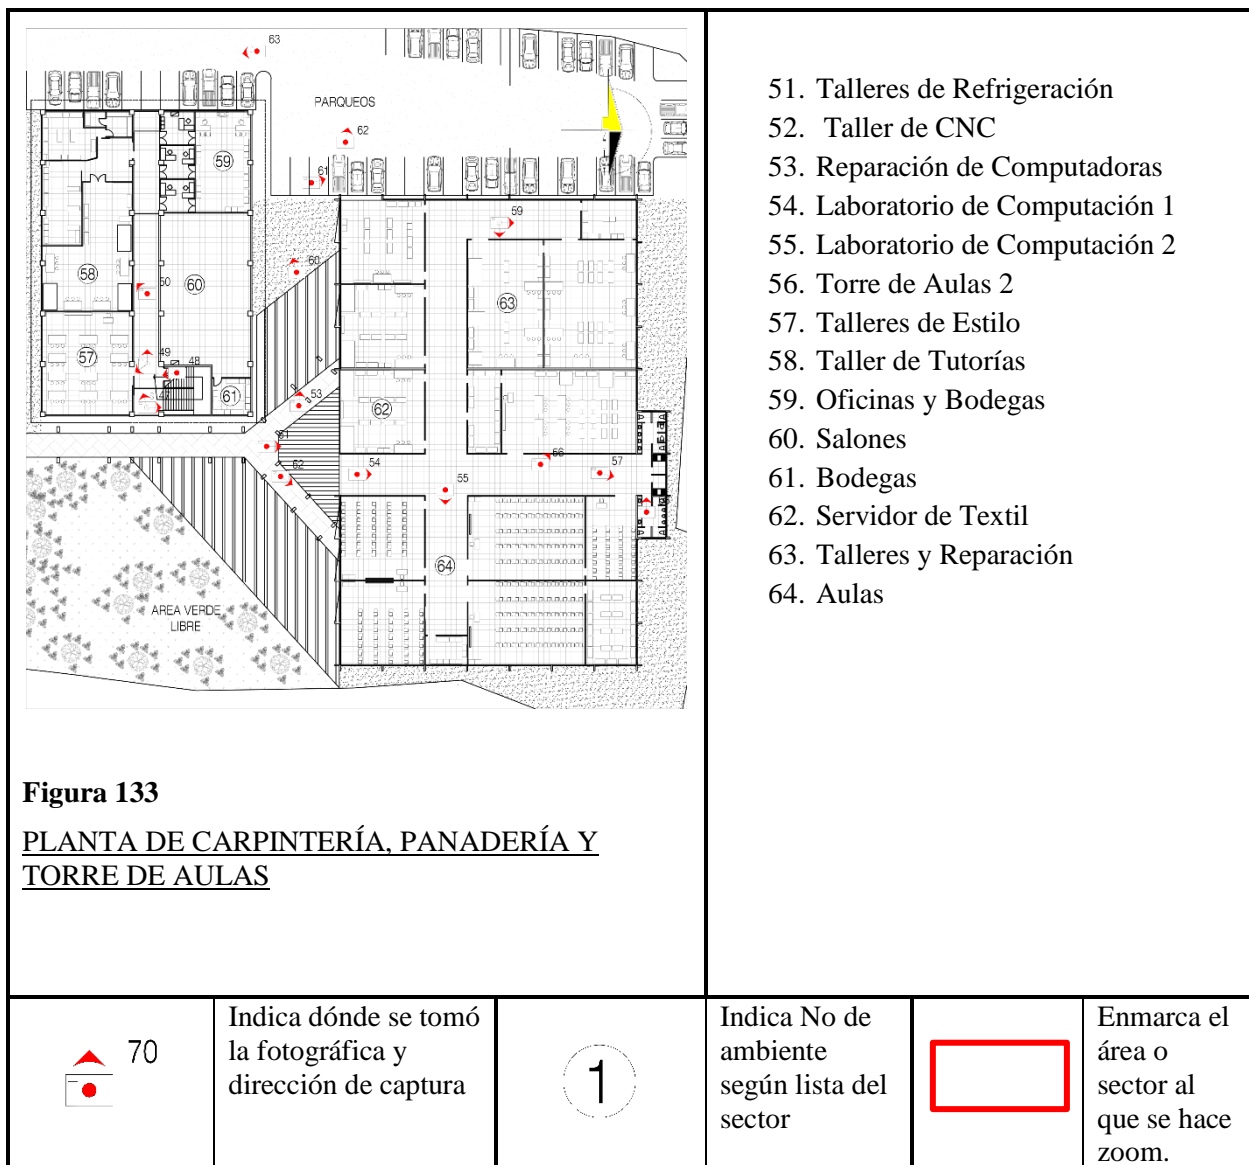 63
PARQUEOS
62
61
59
59
60
58
50
60
63
57
49
48
47
61
53
62
61
62
54
55
56
57
64
AREA VERDE
LIBRE
51. Talleres de Refrigeración
52. Taller de CNC
53. Reparación de Computadoras
54. Laboratorio de Computación 1
55. Laboratorio de Computación 2
56. Torre de Aulas 2
57. Talleres de Estilo
58. Taller de Tutorías
59. Oficinas y Bodegas
60. Salones
61. Bodegas
62. Servidor de Textil
63. Talleres y Reparación
64. Aulas
Figura 133
PLANTA DE CARPINTERÍA, PANADERÍA Y
TORRE DE AULAS
70
Indica dónde se tomó
la fotográfica y
dirección de captura
1
Indica No de
ambiente
según lista del
sector
Enmarca el
área o
sector al
que se hace
zoom.